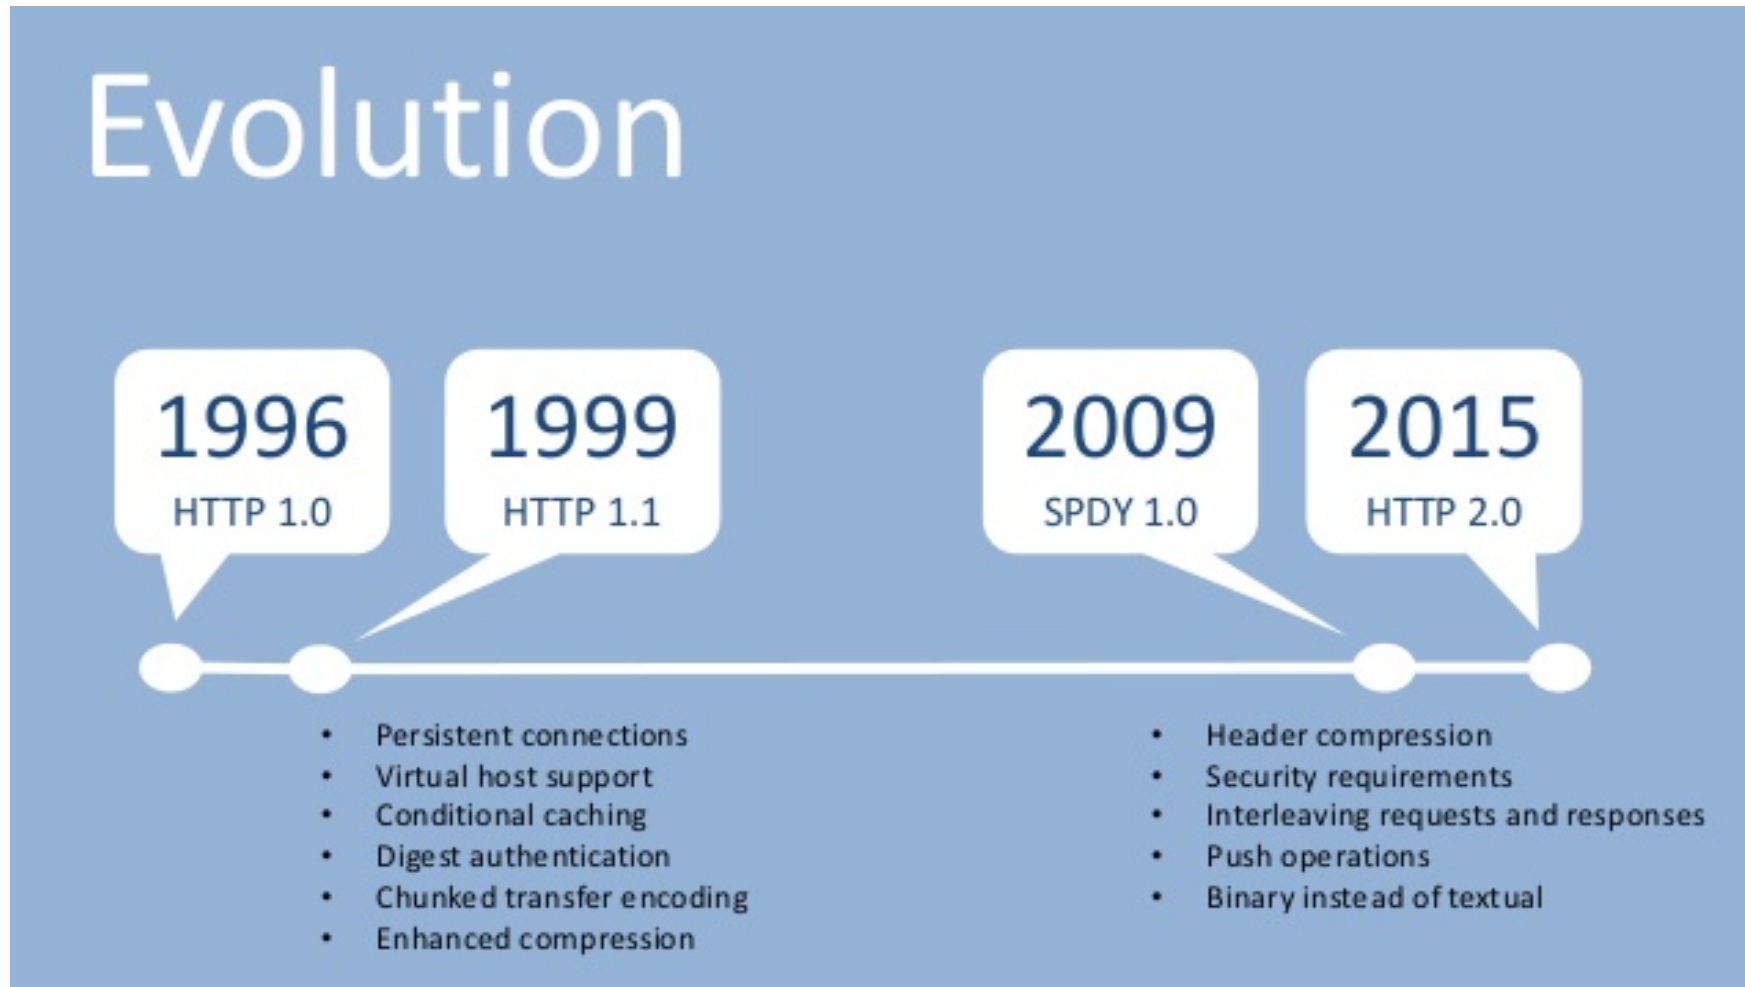 Evolution
1996
HTTP 1.0
1999
HTTP 1.1
2009
SPDY 1.0
2015
HTTP 2.0
• Persistent connections
• Virtual host support
• Conditional caching
• Digest authentication
• Chunked transfer encoding
• Enhanced compression
• Header compression
• Security requirements
• Interleaving requests and responses
• Push operations
• Binary instead of textual